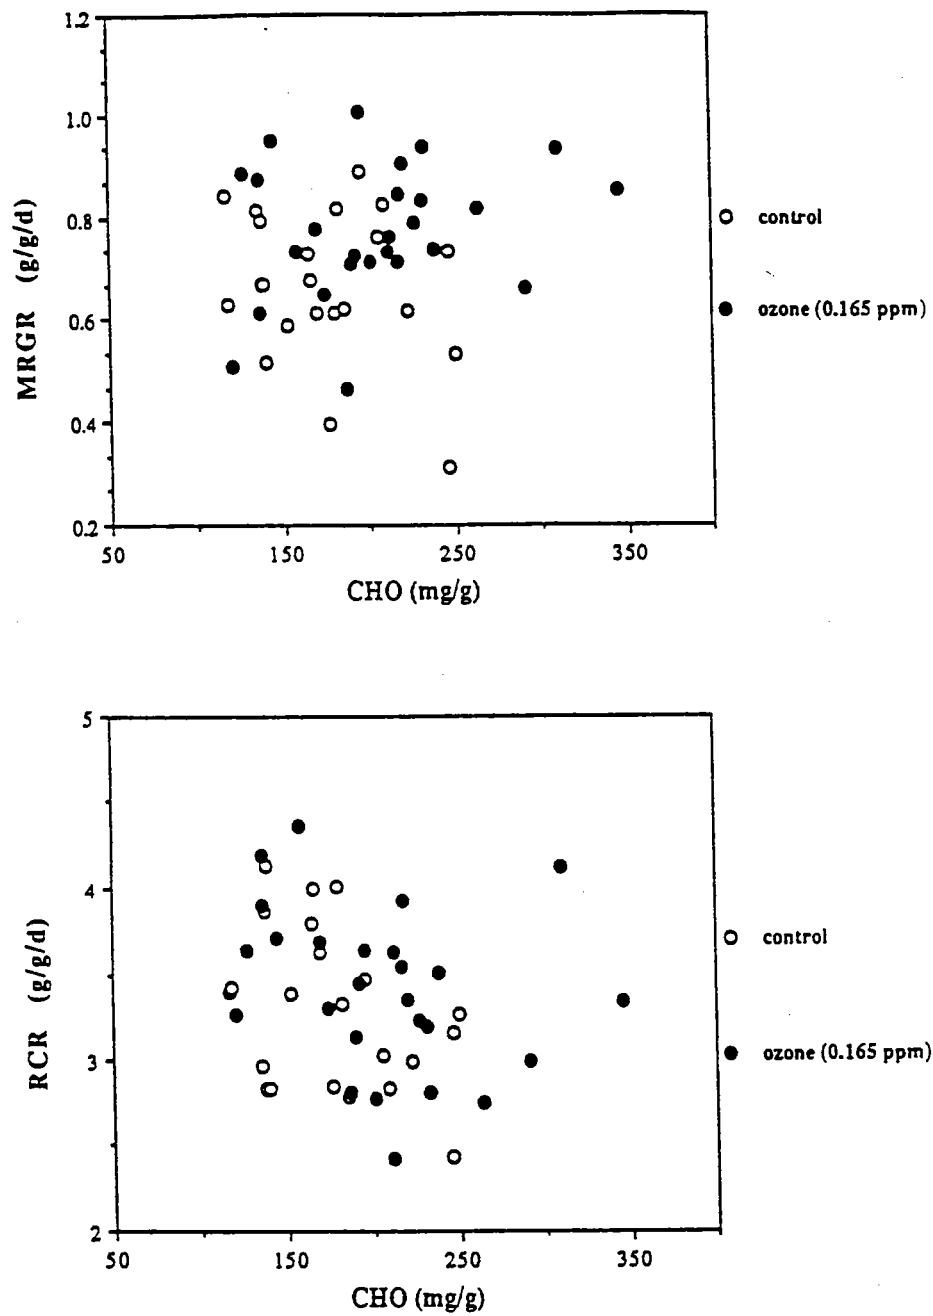 1.2
1.0
0.8
0.6
0.4
0.2
MRGR (g/g/d)
50 150 250 350
CHO (mg/g)
control
ozone (0.165 ppm)
5
4
3
2
RCR (g/g/d)
50 150 250 350
CHO (mg/g)
control
ozone (0.165 ppm)